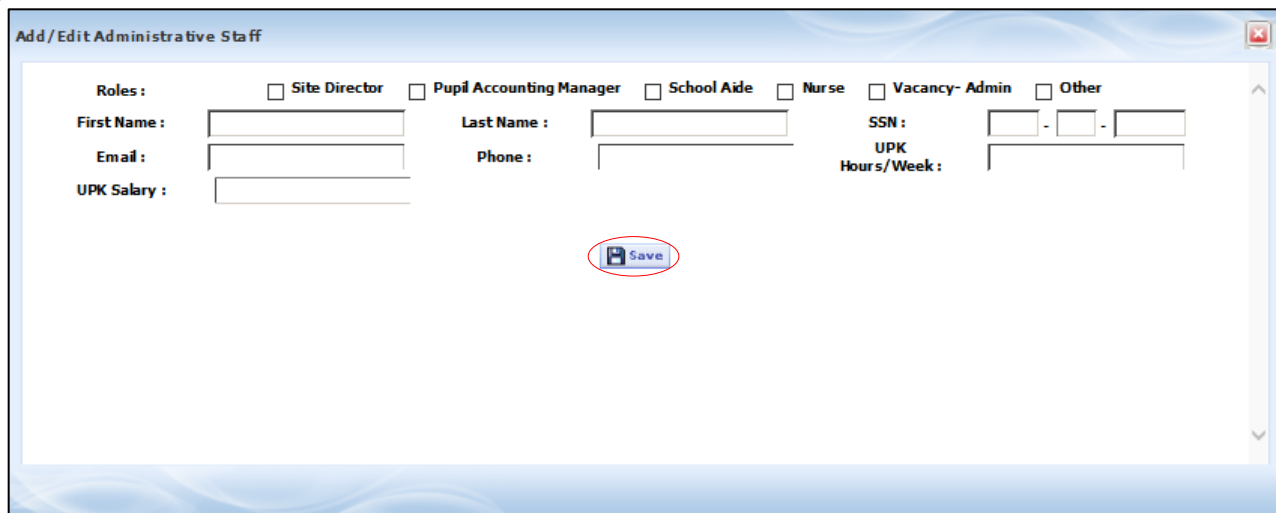 Add/Edit Administrative Staff
Roles : Site Director Pupil Accounting Manager School Aide Nurse Vacancy- Admin Other
First Name : Last Name : SSN : - -
Email : Phone : UPK Hours/Week :
UPK Salary :
Save